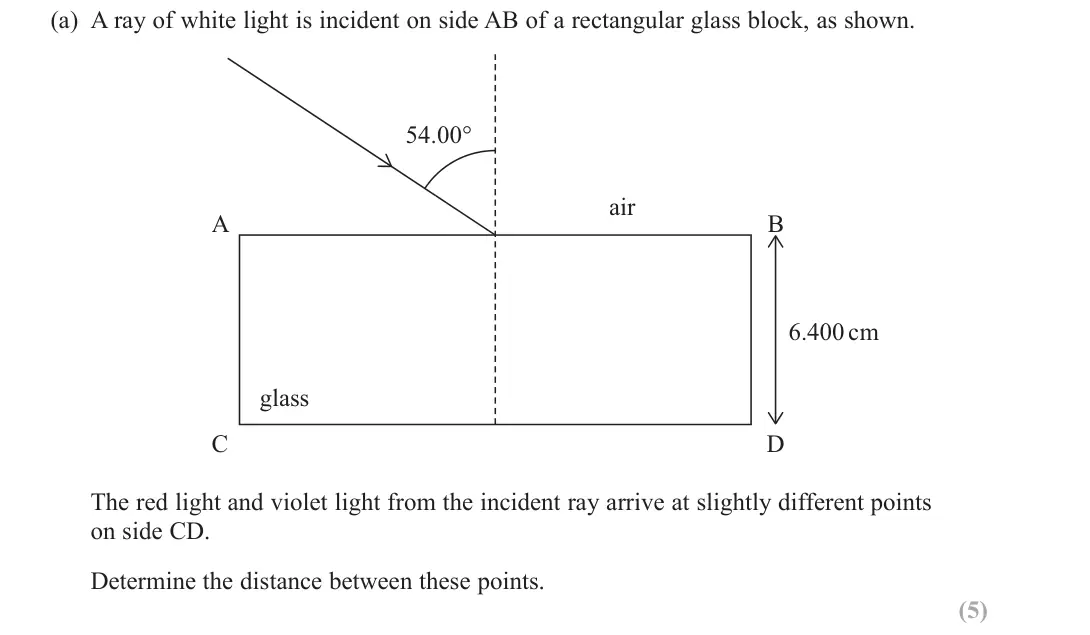 (a) A ray of white light is incident on side AB of a rectangular glass block, as shown.
54.00°
air
A
B
6.400 cm
glass
C
D
The red light and violet light from the incident ray arrive at slightly different points
on side CD.
Determine the distance between these points.
(5)